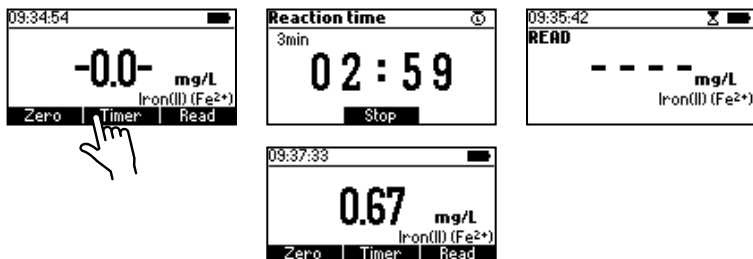 09:34:54
-0.0- mg/L
Iron(II) (Fe²⁺)
Zero Timer Read
Reaction time
3min
02:59
Stop
09:35:42
READ
---- mg/L
Iron(II) (Fe²⁺)
09:37:33
0.67 mg/L
Iron(II) (Fe²⁺)
Zero Timer Read